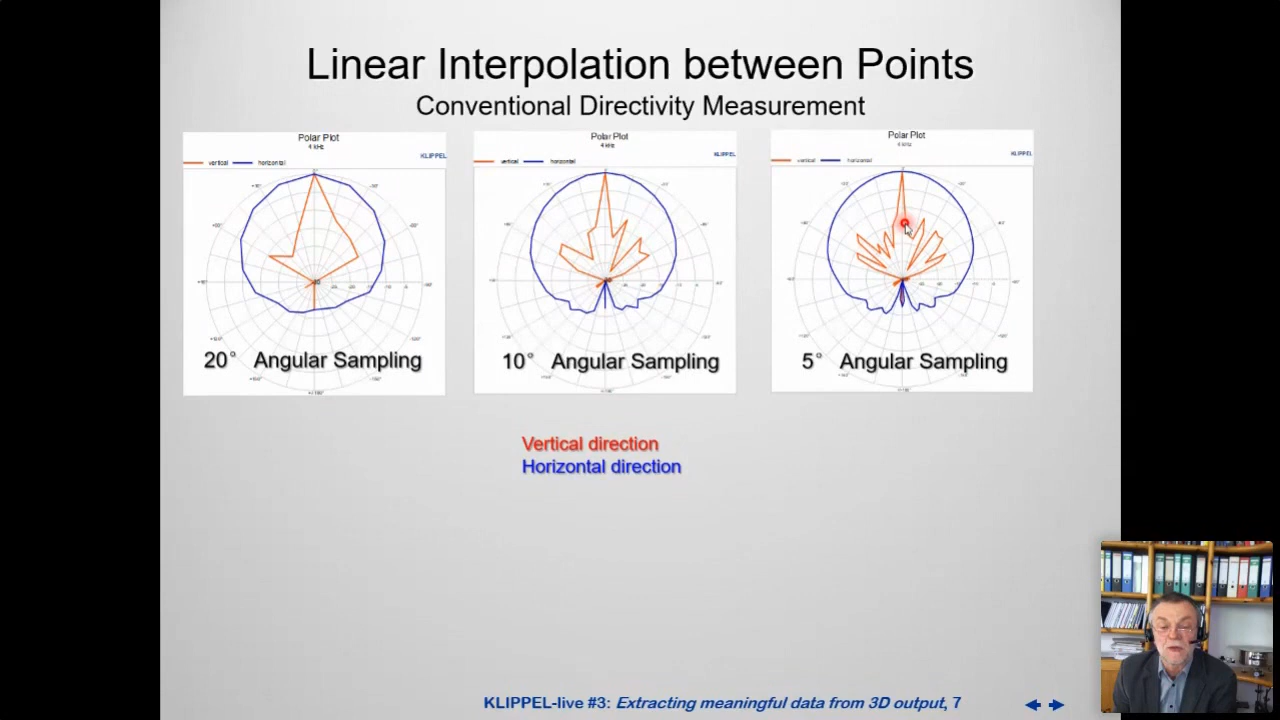 Linear Interpolation between Points
Conventional Directivity Measurement
Polar Plot
4 kHz
vertical horizontal
KLIPPEL
20° Angular Sampling
Polar Plot
4 kHz
vertical horizontal
KLIPPEL
10° Angular Sampling
Polar Plot
4 kHz
vertical horizontal
KLIPPEL
5° Angular Sampling
Vertical direction
Horizontal direction
KLIPPEL-live #3: Extracting meaningful data from 3D output, 7